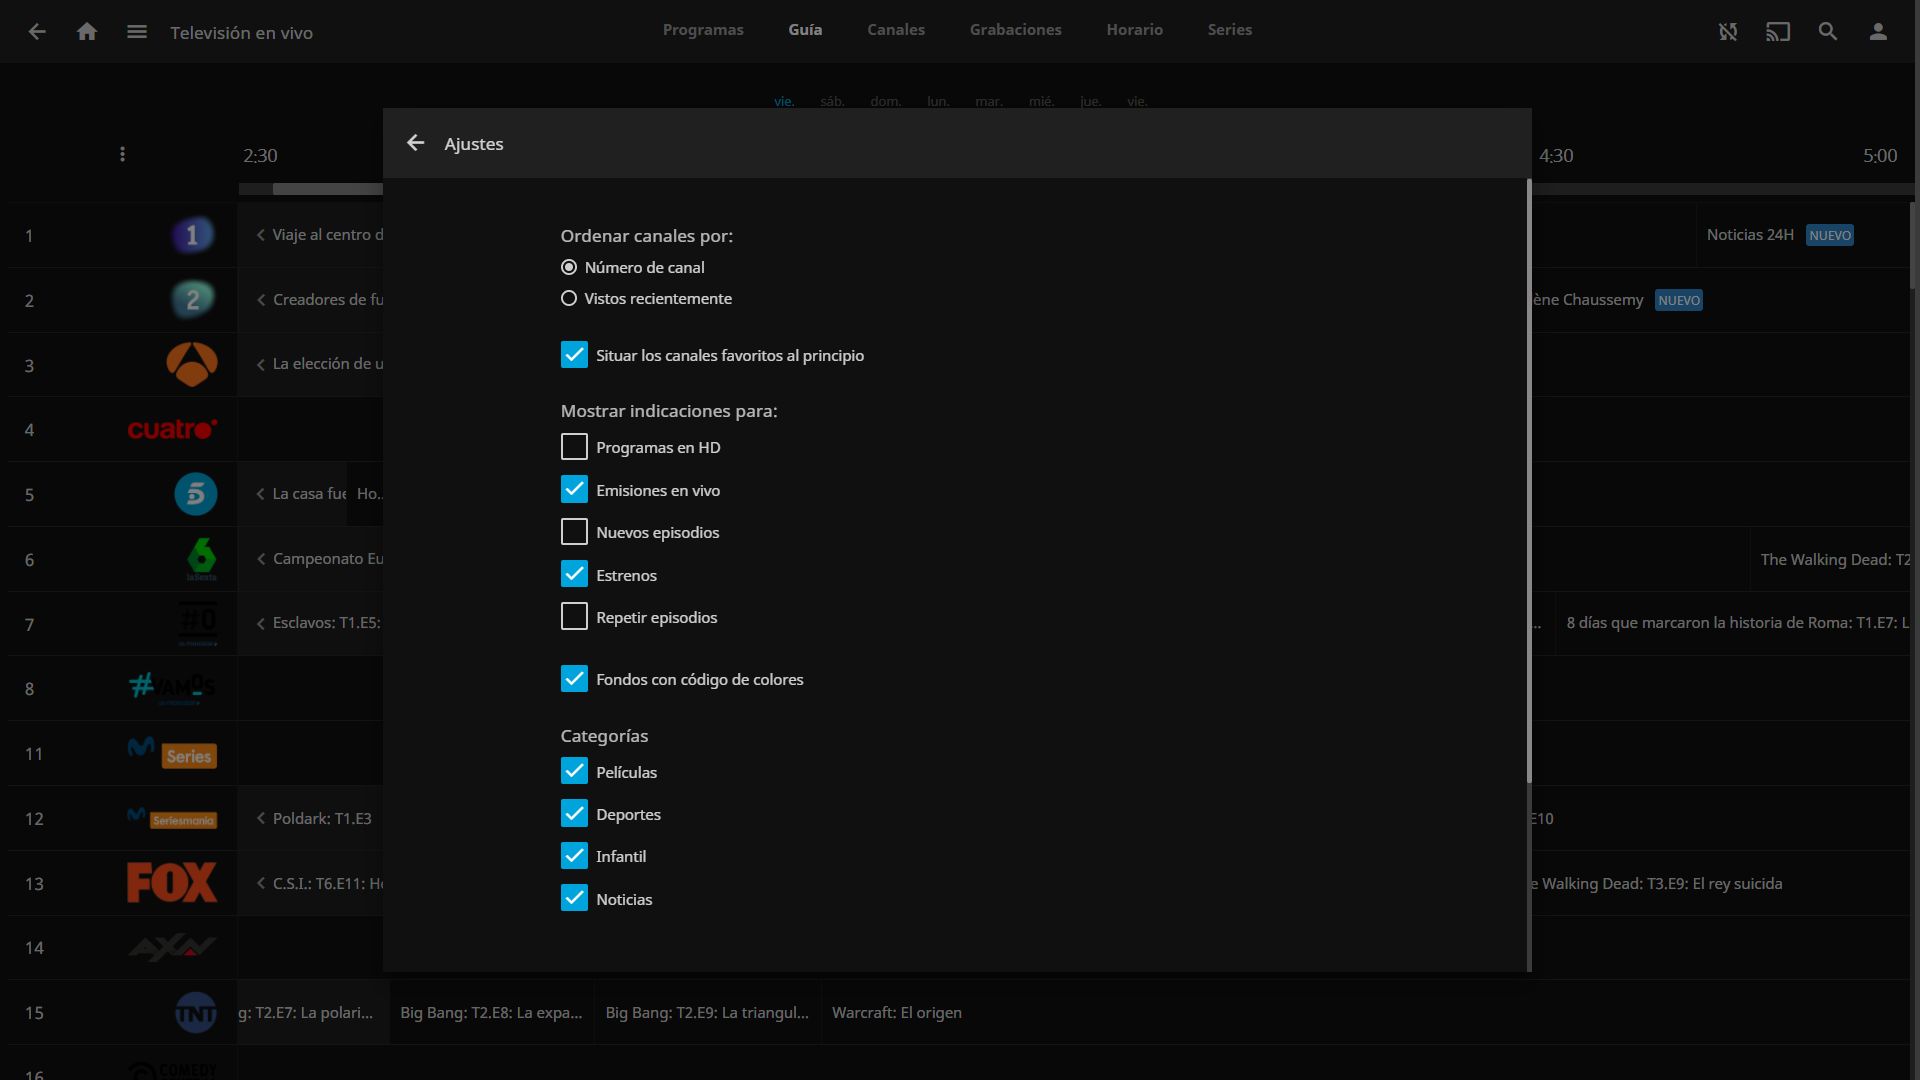 Televisión en vivo
Programas
Guía
Canales
Grabaciones
Horario
Series
vie.
sáb.
dom.
lun.
mar.
mié.
jue.
vie.
Ajustes
2:30
4:30
5:00
Ordenar canales por:
Número de canal
Vistos recientemente
Situar los canales favoritos al principio
Mostrar indicaciones para:
Programas en HD
Emisiones en vivo
Nuevos episodios
Estrenos
Repetir episodios
Fondos con código de colores
Categorías
Películas
Deportes
Infantil
Noticias
1
1
Viaje al centro d
Noticias 24H NUEVO
2
2
Creadores de fu
ène Chaussemy NUEVO
3
La elección de u
4
cuatro
5
5
La casa fue
Ho..
6
6
laSexta
Campeonato Eu
The Walking Dead: T2
7
#0
Esclavos: T1.E5:
...
8 días que marcaron la historia de Roma: T1.E7: L
8
#VAMOS
11
Series
12
Seriesmanía
Poldark: T1.E3
E10
13
FOX
C.S.I.: T6.E11: He
e Walking Dead: T3.E9: El rey suicida
14
AXN
15
TNT
g: T2.E7: La polari...
Big Bang: T2.E8: La expa...
Big Bang: T2.E9: La triangul...
Warcraft: El origen
16
COMEDY